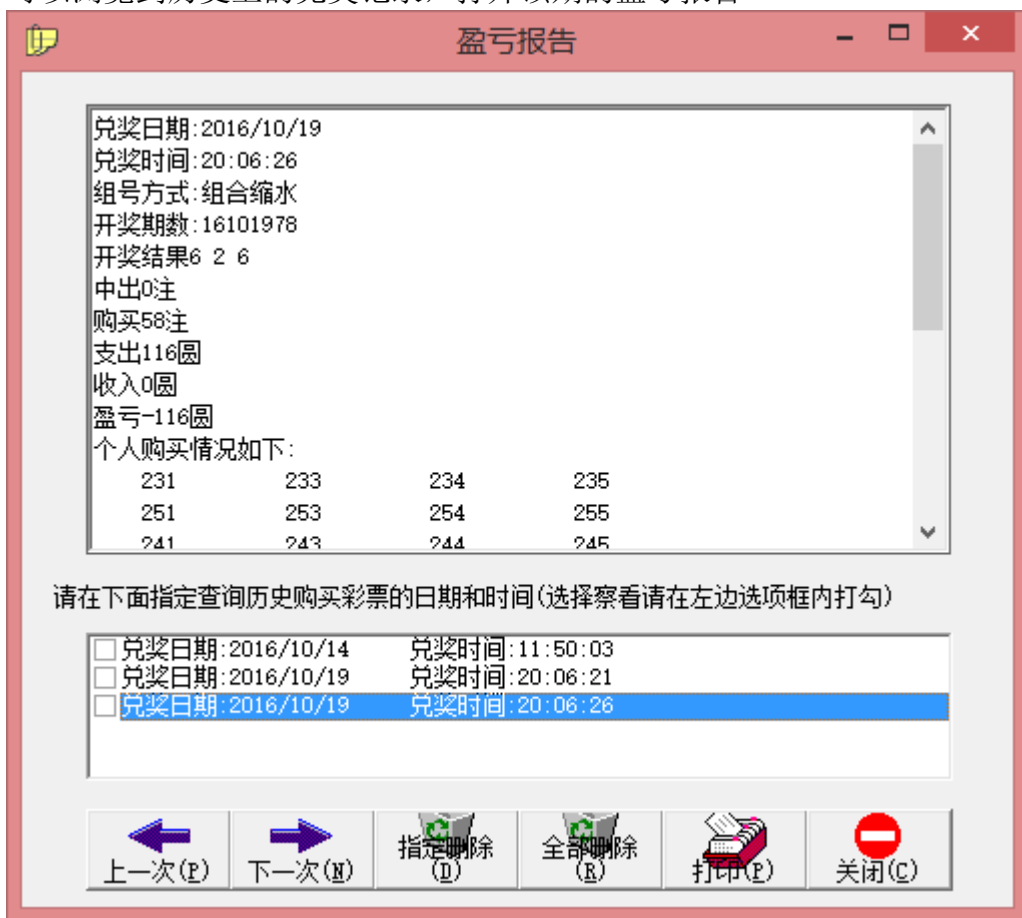 盈亏报告
兑奖日期:2016/10/19
兑奖时间:20:06:26
组号方式:组合缩水
开奖期数:16101978
开奖结果6 2 6
中出0注
购买58注
支出116圆
收入0圆
盈亏-116圆
个人购买情况如下:
231 233 234 235
251 253 254 255
241 243 244 245
请在下面指定查询历史购买彩票的日期和时间(选择察看请在左边选项框内打勾)
兑奖日期:2016/10/14 兑奖时间:11:50:03
兑奖日期:2016/10/19 兑奖时间:20:06:21
兑奖日期:2016/10/19 兑奖时间:20:06:26
上一次(P) 下一次(N) 指定删除(D) 全部删除(R) 打印(P) 关闭(C)